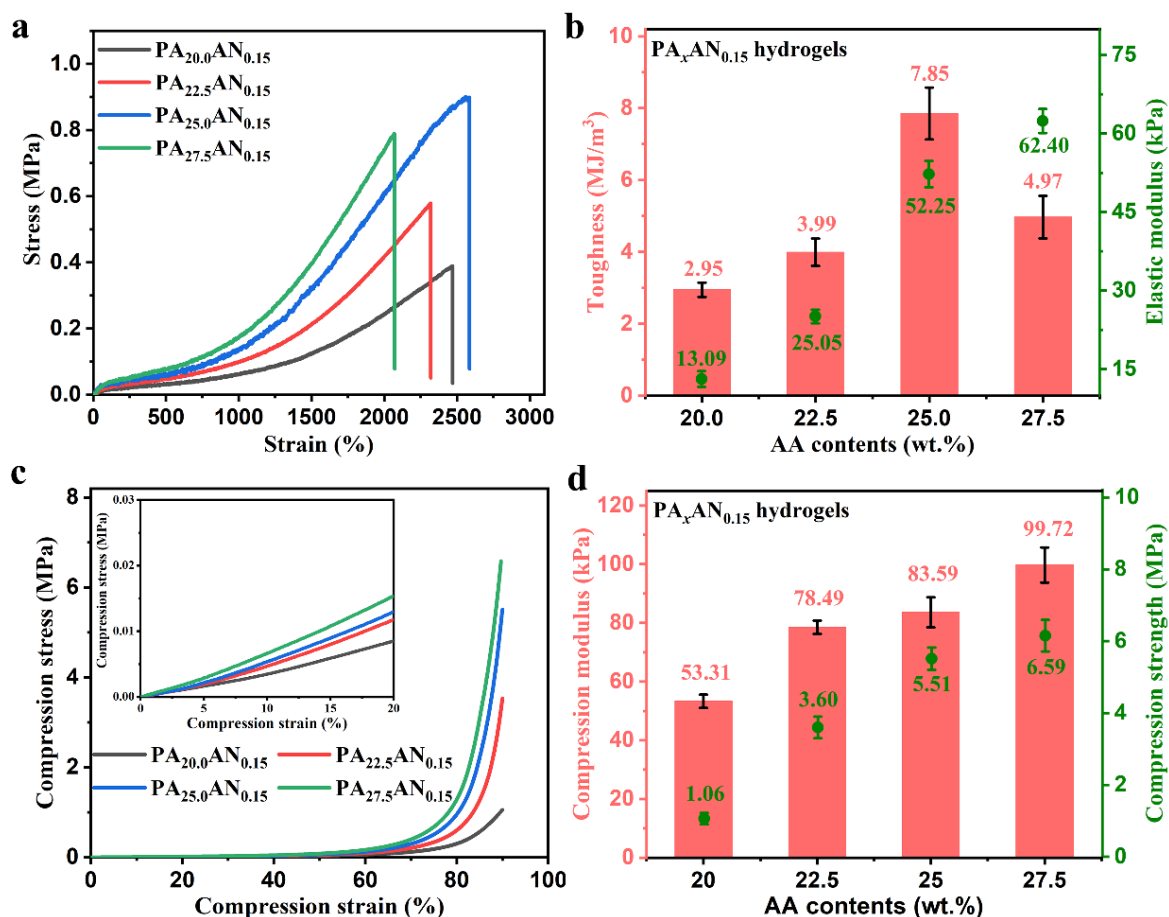 a
PA20.0AN0.15
PA22.5AN0.15
PA25.0AN0.15
PA27.5AN0.15
1.0
0.8
0.6
0.4
0.2
0.0
Stress (MPa)
0 500 1000 1500 2000 2500 3000
Strain (%)
b
PAxAN0.15 hydrogels
10
8
6
4
2
0
Toughness (MJ/m³)
2.95
3.99
7.85
4.97
13.09
25.05
52.25
62.40
75
60
45
30
15
Elastic modulus (kPa)
20.0 22.5 25.0 27.5
AA contents (wt.%)
c
8
6
4
2
0
Compression stress (MPa)
0.03
0.02
0.01
0.00
Compression stress (MPa)
0 5 10 15 20
Compression strain (%)
PA20.0AN0.15
PA22.5AN0.15
PA25.0AN0.15
PA27.5AN0.15
0 20 40 60 80 100
Compression strain (%)
d
PAxAN0.15 hydrogels
120
100
80
60
40
20
0
Compression modulus (kPa)
53.31
78.49
83.59
99.72
1.06
3.60
5.51
6.59
10
8
6
4
2
0
Compression strength (MPa)
20 22.5 25 27.5
AA contents (wt.%)